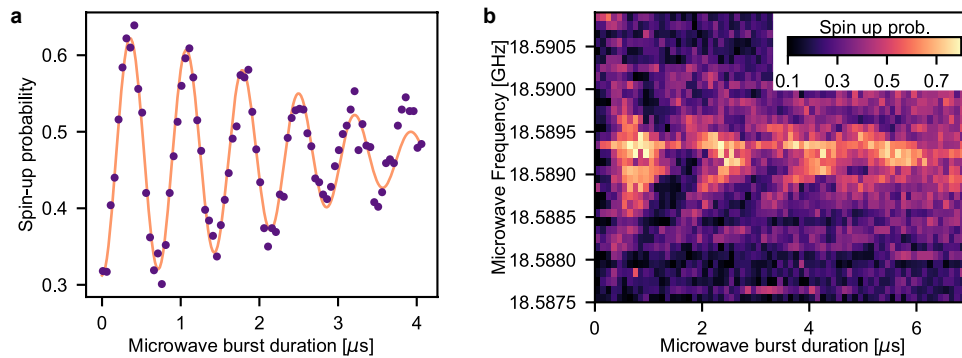 a
0.6
0.5
0.4
0.3
Spin-up probability
0 1 2 3 4
Microwave burst duration [μs]
b
Spin up prob.
0.1 0.3 0.5 0.7
18.5905
18.5900
18.5895
18.5890
18.5885
18.5880
18.5875
Microwave Frequency [GHz]
0 2 4 6
Microwave burst duration [μs]